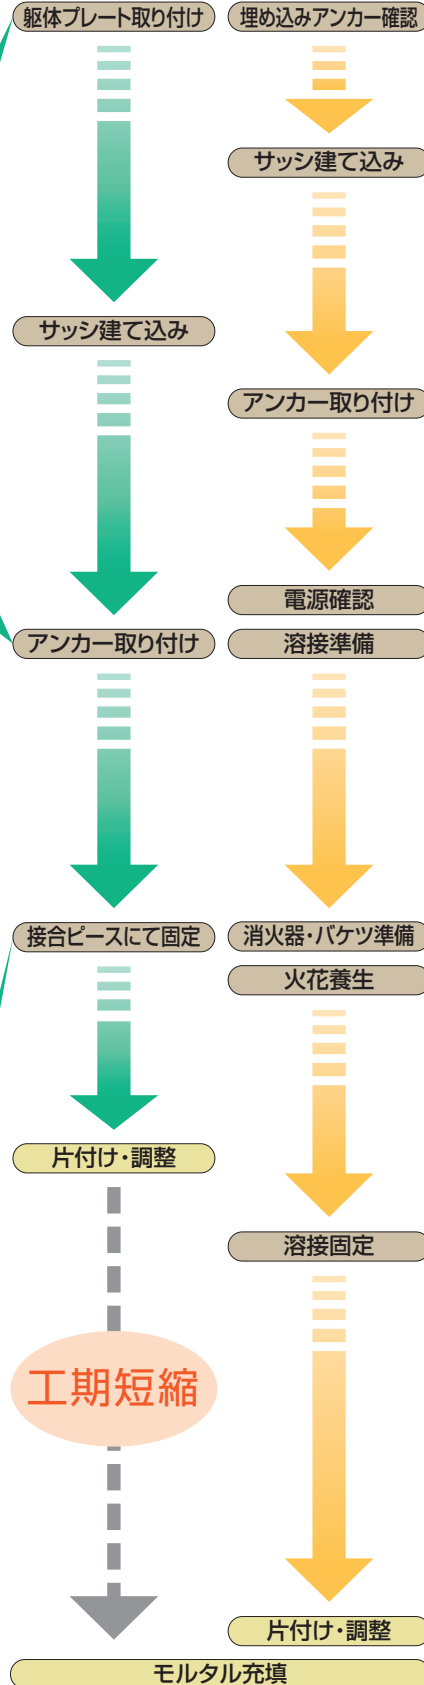 躯体プレート取り付け
サッシ建て込み
アンカー取り付け
接合ピースにて固定
片付け・調整
工期短縮
埋め込みアンカー確認
サッシ建て込み
アンカー取り付け
電源確認
溶接準備
消火器・バケツ準備
火花養生
溶接固定
片付け・調整
モルタル充填